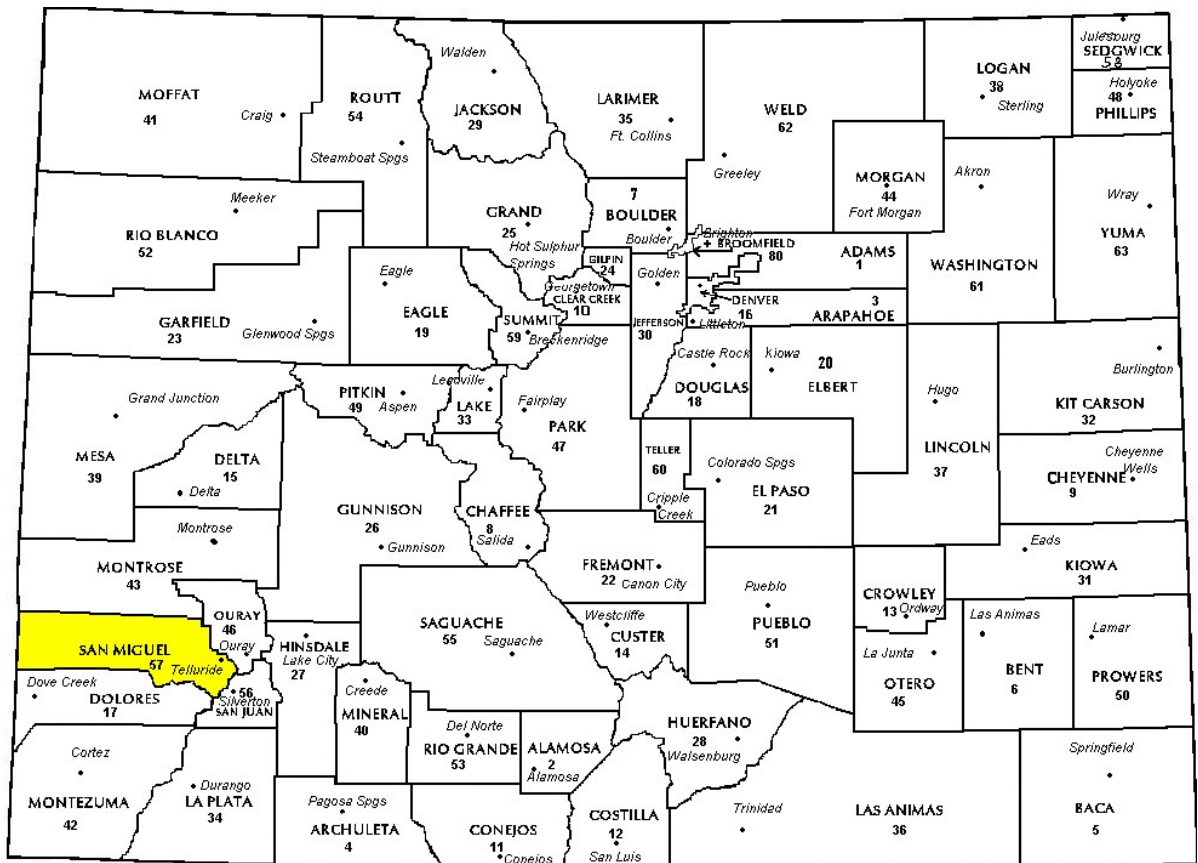 Julesburg
SEDGWICK
58
LOGAN
38
Sterling
Holyoke
48
PHILLIPS
Walden
JACKSON
29
MOFFAT
41
Craig
ROUTT
54
Steamboat Spgs
LARIMER
35
Ft. Collins
WELD
62
Greeley
MORGAN
44
Fort Morgan
Akron
WASHINGTON
61
Wray
YUMA
63
Meeker
RIO BLANCO
52
GRAND
25
Hot Sulphur
Springs
7
BOULDER
Boulder
Brighton
+ BROOMFIELD
80
ADAMS
1
GILPIN
24
Georgetown
CLEAR CREEK
10
Golden
JEFFERSON
30
DENVER
16
3
ARAPAHOE
Littleton
Eagle
EAGLE
19
SUMMIT
59
Breckenridge
GARFIELD
23
Glenwood Spgs
Castle Rock
DOUGLAS
18
kiowa
20
ELBERT
Hugo
LINCOLN
37
Burlington
KIT CARSON
32
Grand Junction
MESA
39
PITKIN
49
Aspen
Leadville
LAKE
33
Fairplay
PARK
47
DELTA
15
Delta
TELLER
60
Cripple
Creek
Colorado Spgs
EL PASO
21
Cheyenne
Wells
CHEYENNE
9
GUNNISON
26
Gunnison
CHAFFEE
8
Salida
Montrose
MONTROSE
43
FREMONT
22
Canon City
Eads
KIOWA
31
OURAY
46
Ouray
SAN MIGUEL
57
Telluride
HINSDALE
Lake City
27
SAGUACHE
55
Saguache
Westcliffe
CUSTER
14
Pueblo
PUEBLO
51
CROWLEY
13
Ordway
La Junta
OTERO
45
Las Animas
BENT
6
Lamar
PROWERS
50
Dove Creek
DOLORES
17
56
Silverton
SAN JUAN
Creede
MINERAL
40
Del Norte
RIO GRANDE
53
ALAMOSA
2
Alamosa
HUERFANO
28
Walsenburg
Cortez
MONTEZUMA
42
Durango
LA PLATA
34
Pagosa Spgs
ARCHULETA
4
CONEJOS
11
Conejos
COSTILLA
12
San Luis
Trinidad
LAS ANIMAS
36
Springfield
BACA
5